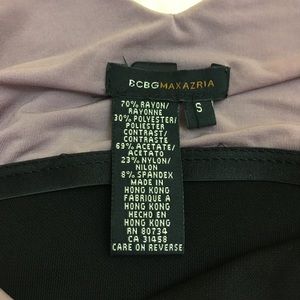 BCBGMAXAZRIA
S
70% RAYON/
RAYONNE
30% POLYESTER/
POLIESTER
CONTRAST/
CONTRASTE
69% ACETATE/
ACETATO
23% NYLON/
NILON
8% SPANDEX
MADE IN
HONG KONG
FABRIQUE A
HONG KONG
HECHO EN
HONG KONG
RN 80734
CA 31458
CARE ON REVERSE